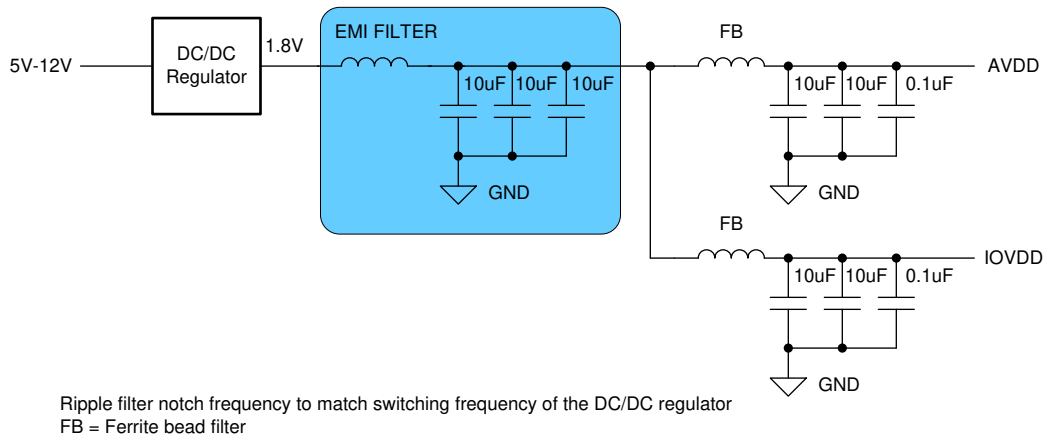 EMI FILTER
FB
5V-12V
DC/DC
Regulator
1.8V
10uF 10uF 10uF
10uF 10uF 0.1uF
AVDD
GND
GND
FB
10uF 10uF 0.1uF
IOVDD
GND
Ripple filter notch frequency to match switching frequency of the DC/DC regulator
FB = Ferrite bead filter